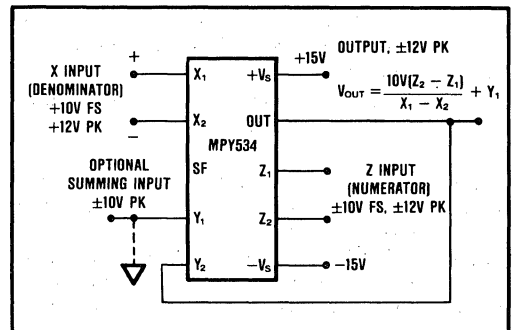 X INPUT
(DENOMINATOR)
+10V FS
+12V PK
+
−
OPTIONAL
SUMMING INPUT
±10V PK
X₁
X₂
SF
Y₁
Y₂
MPY534
+Vₛ
OUT
Z₁
Z₂
−Vₛ
+15V
OUTPUT, ±12V PK
V_OUT = 10V(Z₂ − Z₁) / (X₁ − X₂) + Y₁
Z INPUT
(NUMERATOR)
±10V FS, ±12V PK
−15V